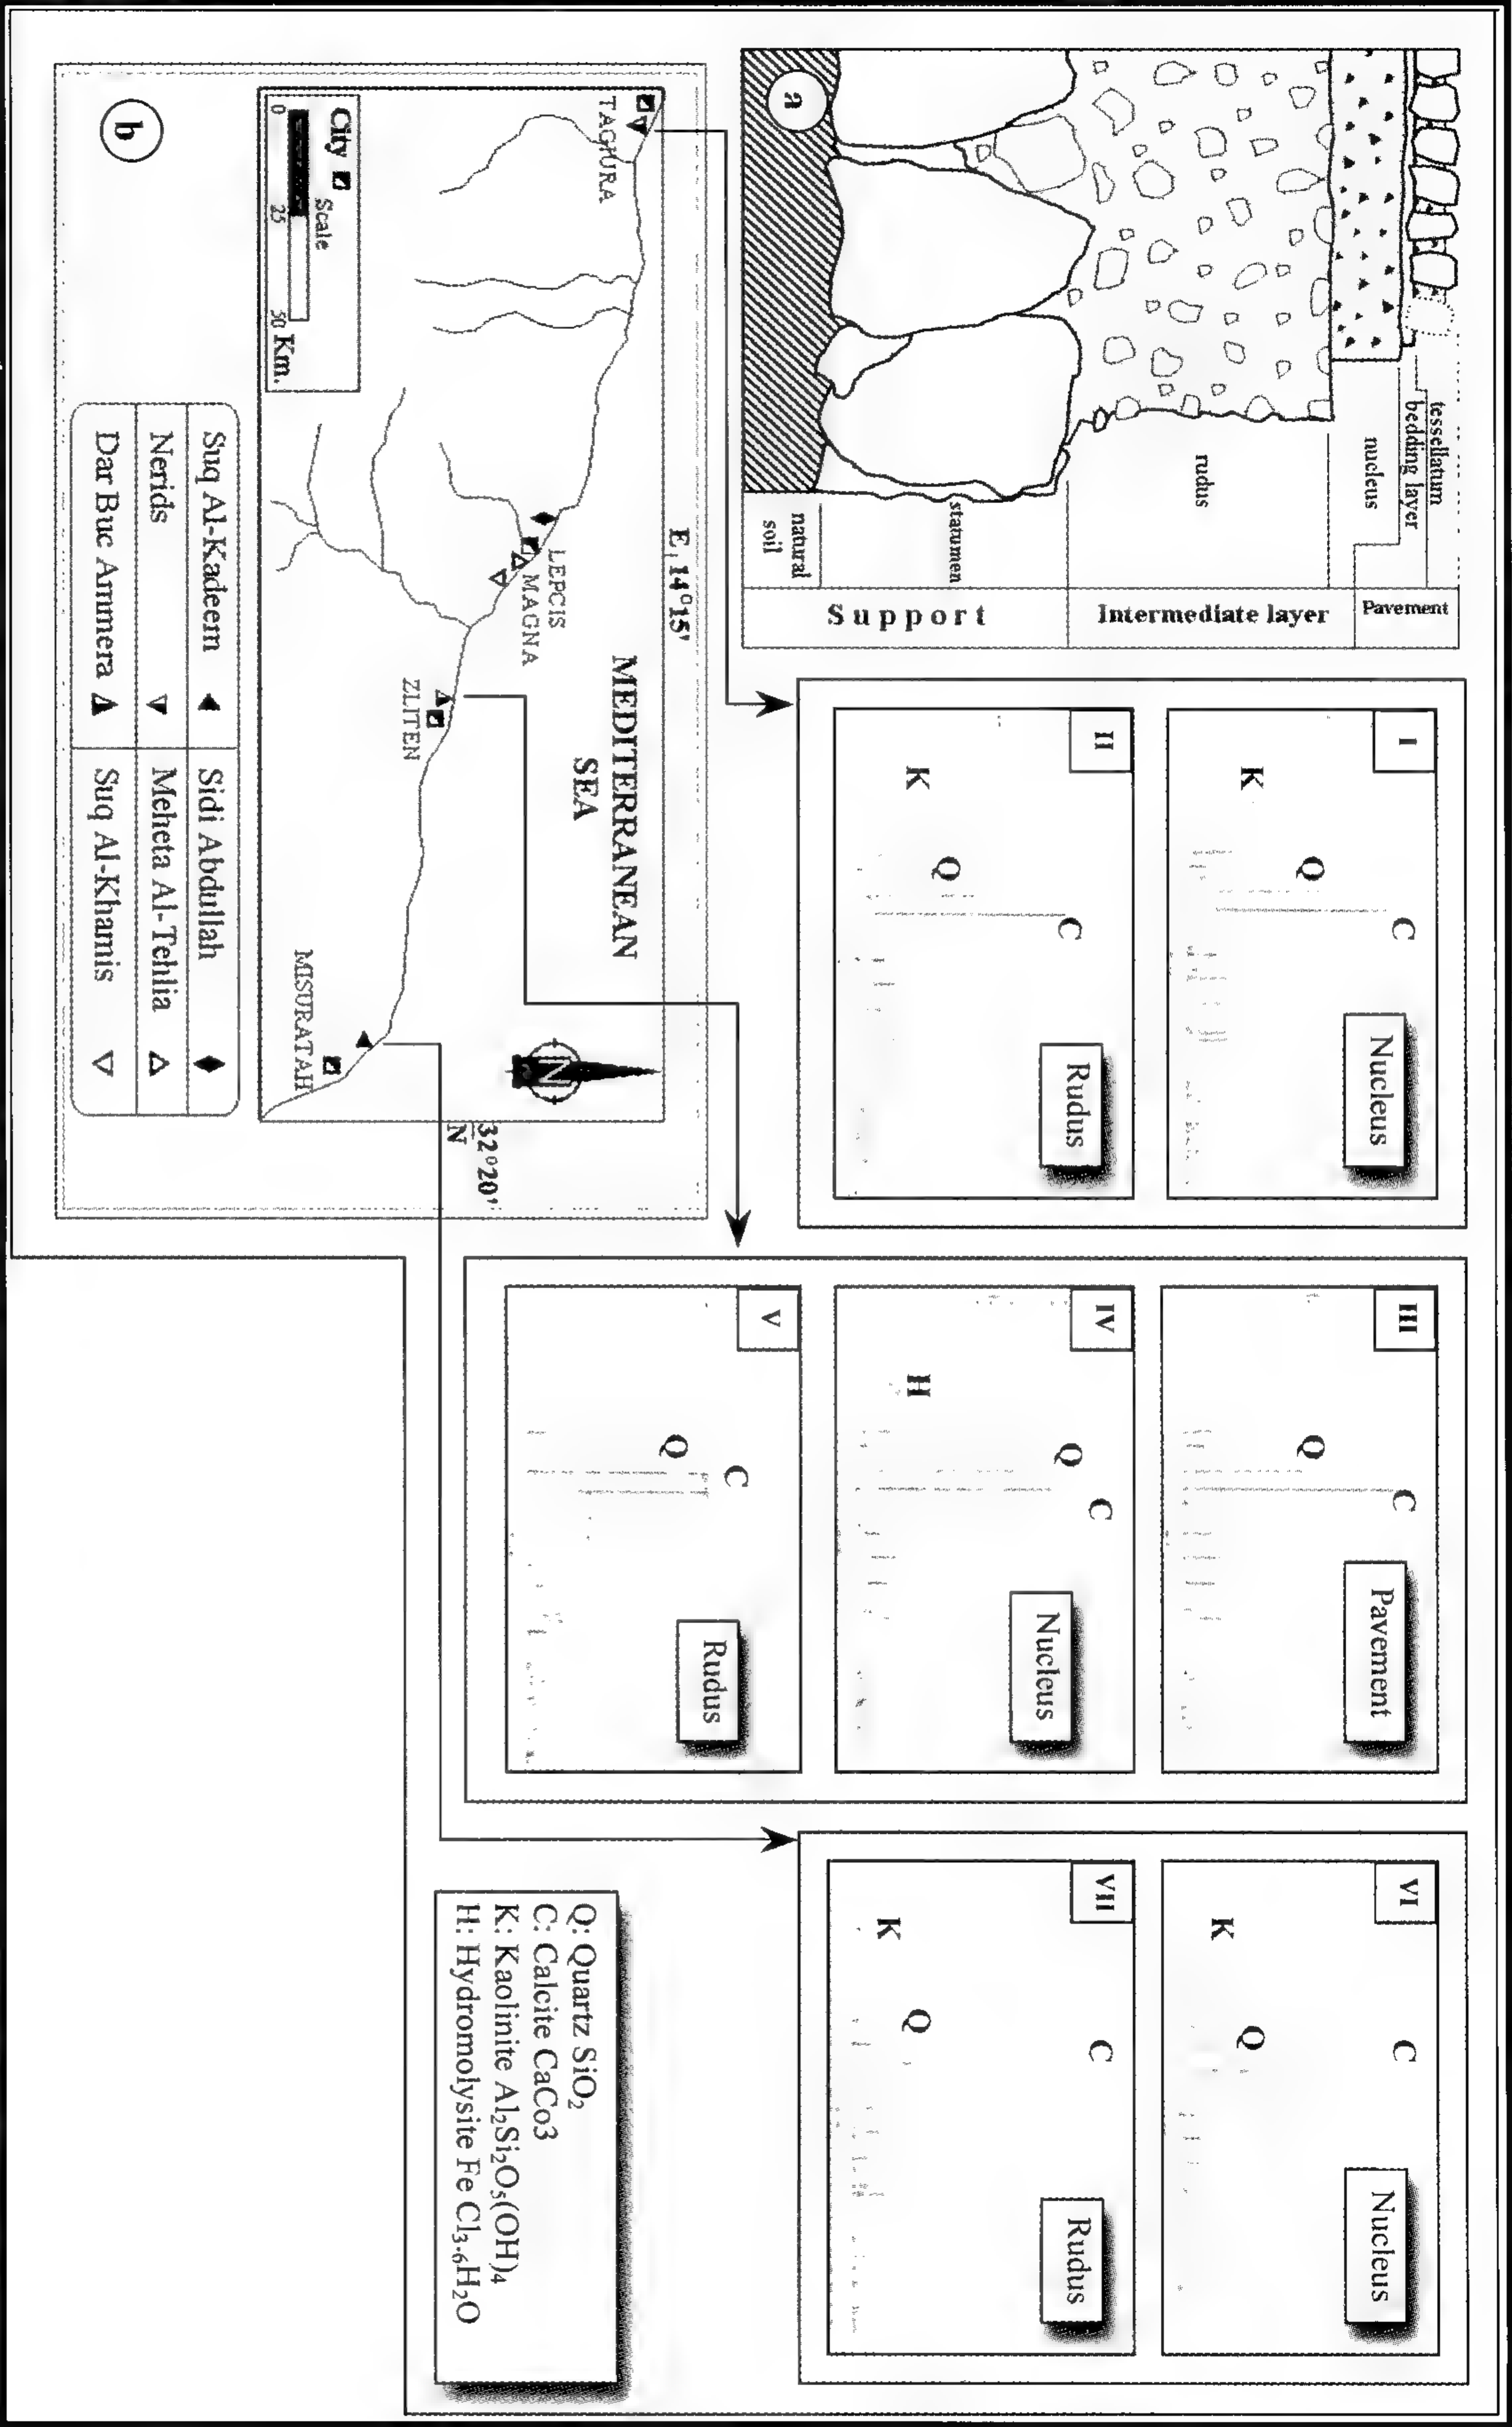 a
tessellatum
bedding layer
nucleus
rudus
statumen
natural
soil
Pavement
Intermediate layer
Support
I
K
Q
C
Nucleus
II
K
Q
C
Rudus
III
Q
C
Pavement
IV
H
Q
C
Nucleus
V
Q
C
Rudus
VI
K
Q
C
Nucleus
VII
K
Q
C
Rudus
E 14°15'
32°20'
N
MEDITERRANEAN
SEA
N
TAGIURA
LEPCIS
MAGNA
ZLITEN
MISURATAH
City
Scale
0 25 50 Km.
b
Suq Al-Kadeem
Sidi Abdullah
Nerids
Meheta Al-Tehlia
Dar Buc Ammera
Suq Al-Khamis
Q: Quartz SiO₂
C: Calcite CaCo3
K: Kaolinite Al₂Si₂O₅(OH)₄
H: Hydromolysite Fe Cl₃.₆H₂O